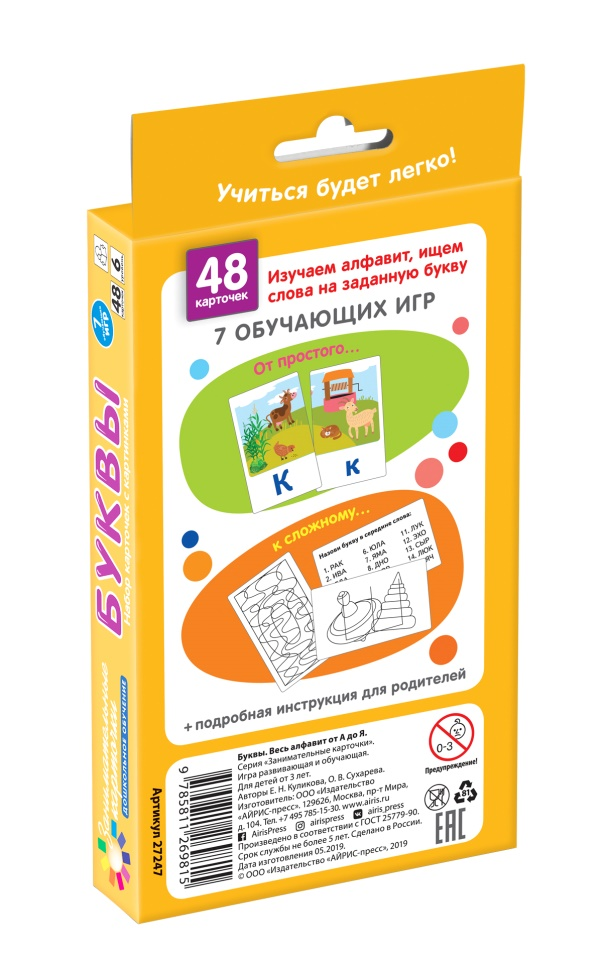 Учиться будет легко!
48
карточек
Изучаем алфавит, ищем
слова на заданную букву
7 ОБУЧАЮЩИХ ИГР
От простого...
К
к
к сложному...
Назови букву в середине слова:
1. РАК
2. ИВА
6. ЮЛА
7. ЯМА
8. ДНО
11. ЛУК
12. ЭХО
13. СЫР
14. ЛЮК
+ подробная инструкция для родителей
Буквы. Весь алфавит от А до Я.
Серия «Занимательные карточки».
Игра развивающая и обучающая.
Для детей от 3 лет.
Авторы Е. Н. Куликова, О. В. Сухарева.
Изготовитель: ООО «Издательство
«АЙРИС-пресс». 129626, Москва, пр-т Мира,
д. 104. Тел. +7 495 785-15-30. www.airis.ru
AirisPress airispress airis_press
Произведено в соответствии с ГОСТ 25779-90.
Срок службы не более 5 лет. Сделано в России.
Дата изготовления 05.2019.
© ООО «Издательство «АЙРИС-пресс», 2019
9 785811 269815
0-3
Предупреждение!
81
EAC
6
48
7
игр
БУКВЫ
Набор карточек с картинками
Занимательные
карточки
ДОШКОЛЬНОЕ ОБУЧЕНИЕ
Артикул 27247